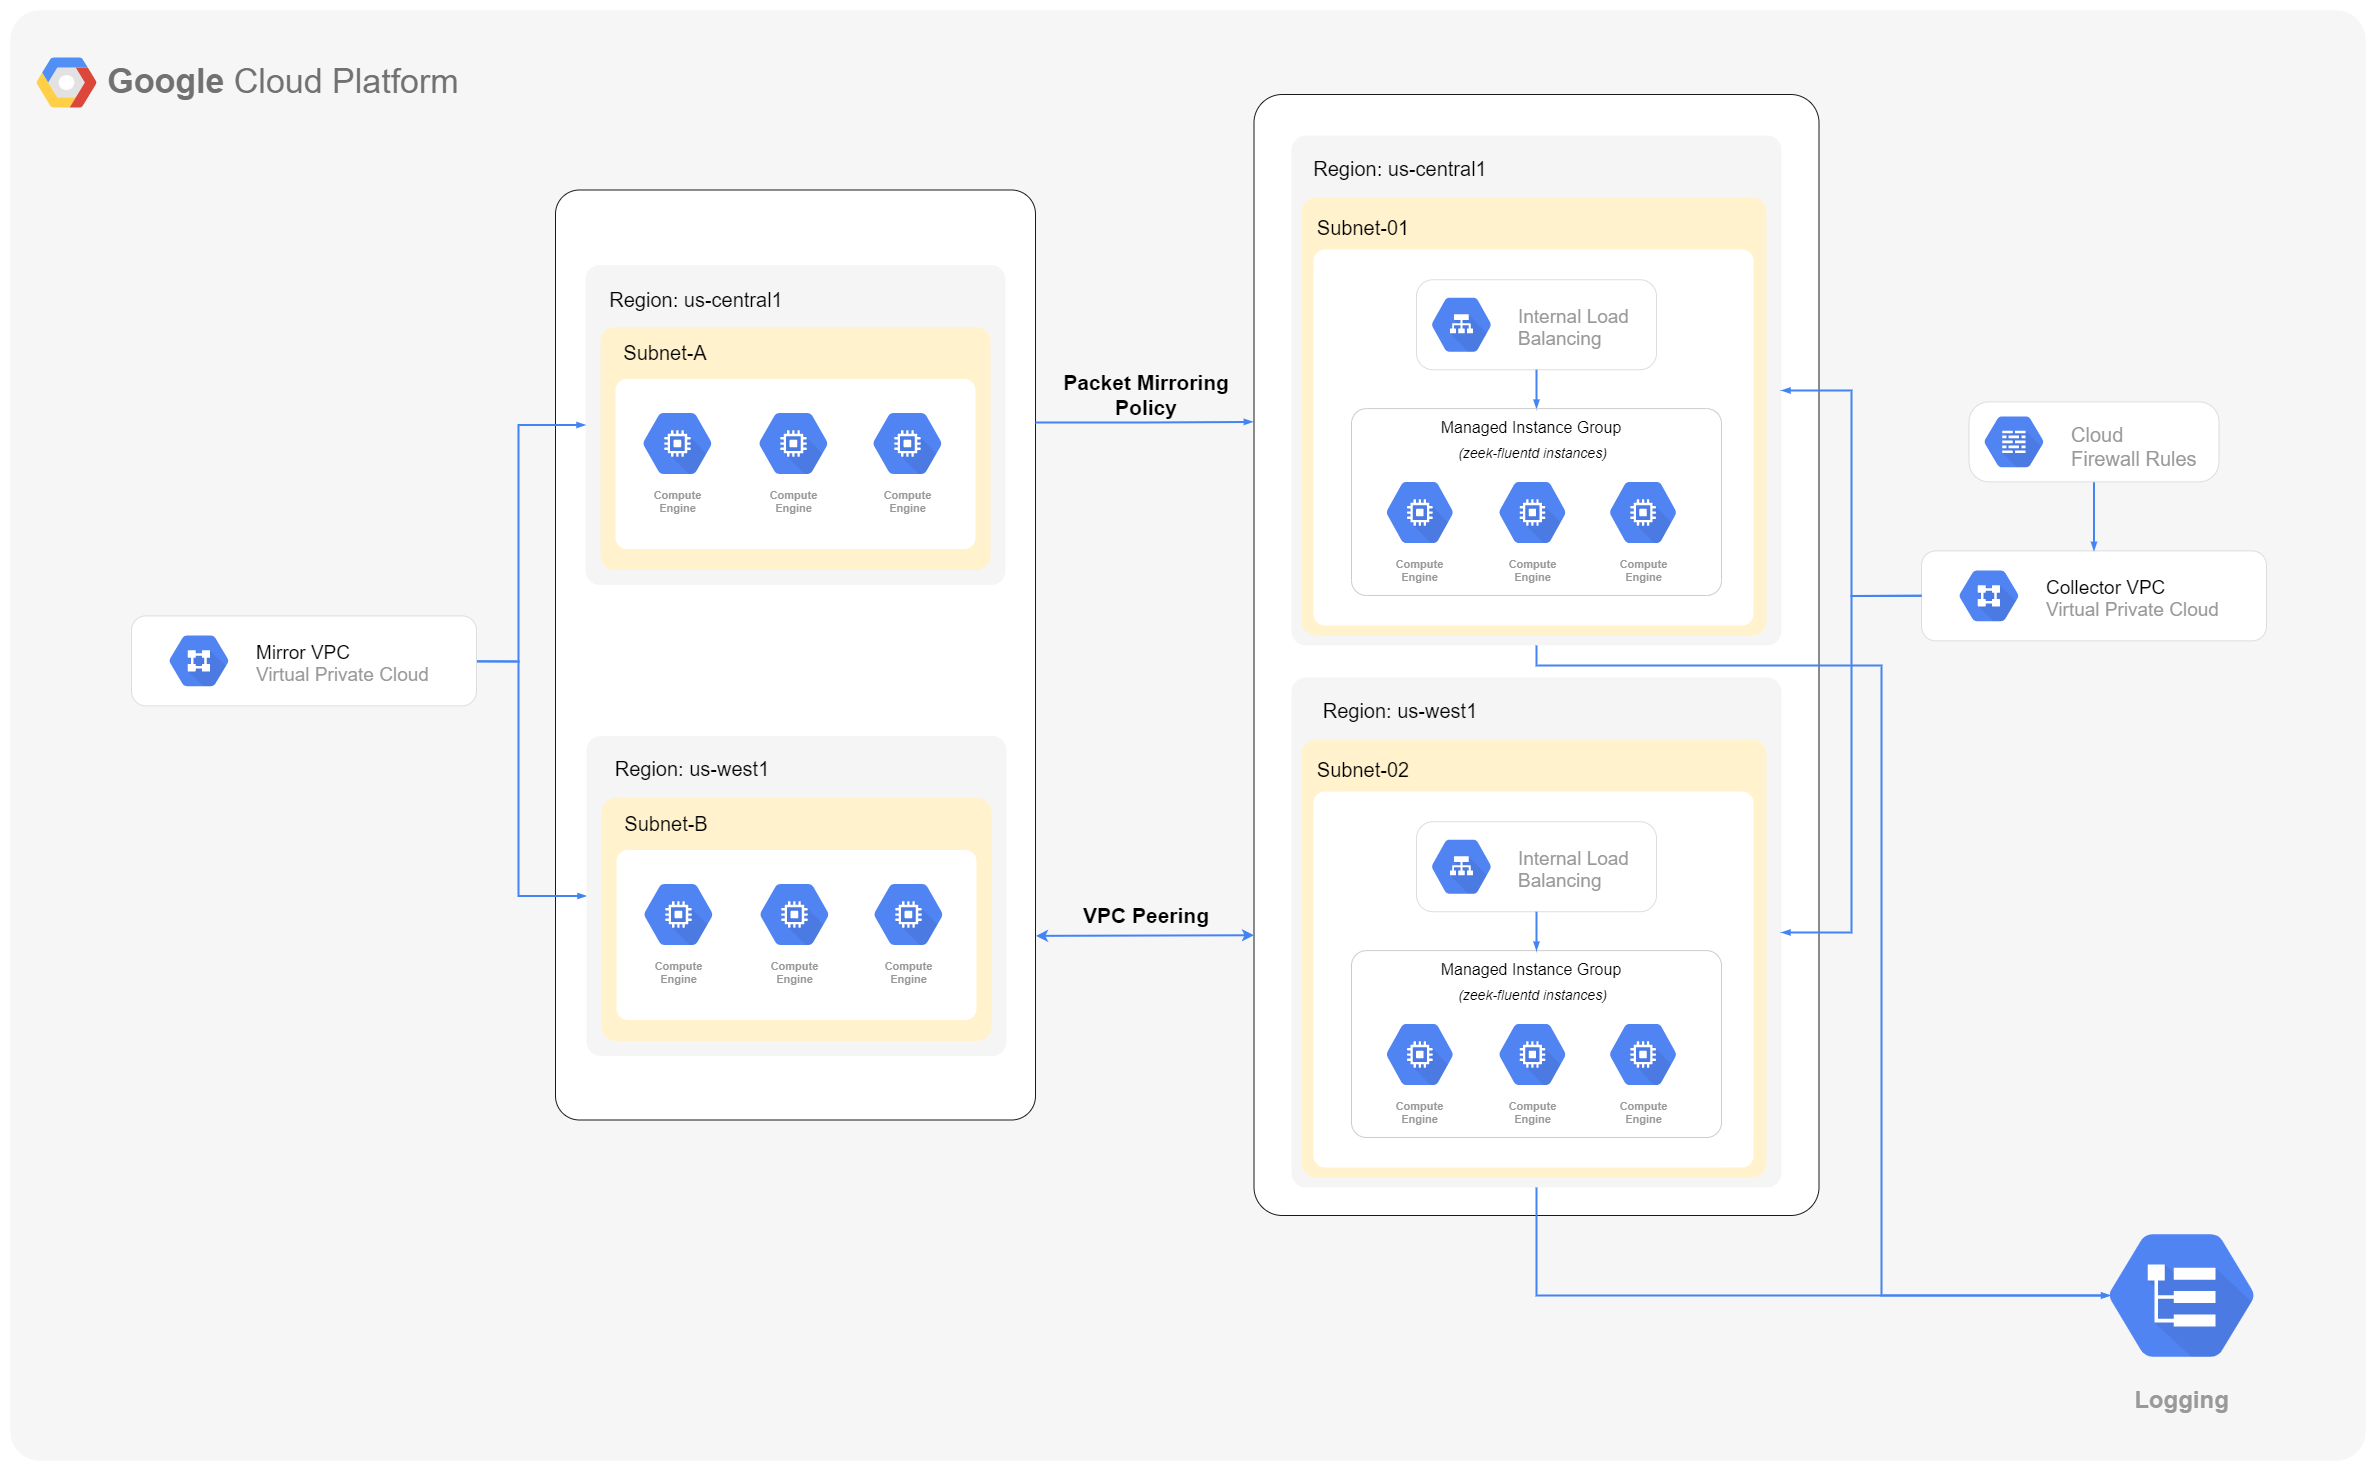 Google Cloud Platform
Mirror VPC
Virtual Private Cloud
Region: us-central1
Subnet-A
Compute
Engine
Compute
Engine
Compute
Engine
Region: us-west1
Subnet-B
Compute
Engine
Compute
Engine
Compute
Engine
Packet Mirroring
Policy
VPC Peering
Region: us-central1
Subnet-01
Internal Load
Balancing
Managed Instance Group
(zeek-fluentd instances)
Compute
Engine
Compute
Engine
Compute
Engine
Region: us-west1
Subnet-02
Internal Load
Balancing
Managed Instance Group
(zeek-fluentd instances)
Compute
Engine
Compute
Engine
Compute
Engine
Cloud
Firewall Rules
Collector VPC
Virtual Private Cloud
Logging